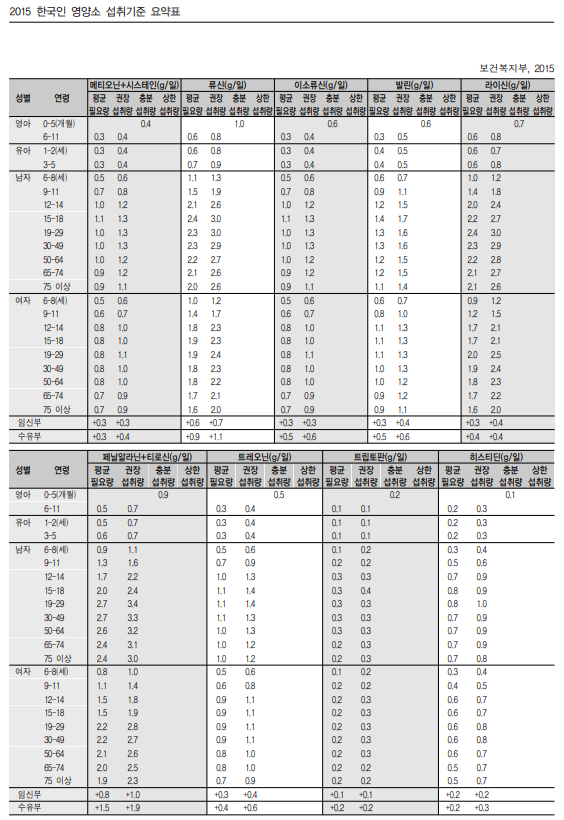 2015 한국인 영양소 섭취기준 요약표
보건복지부, 2015
성별 연령 메티오닌+시스테인(g/일) 류신(g/일) 이소류신(g/일) 발린(g/일) 라이신(g/일)
평균 권장 충분 상한 평균 권장 충분 상한 평균 권장 충분 상한 평균 권장 충분 상한 평균 권장 충분 상한
필요량 섭취량 섭취량 섭취량 필요량 섭취량 섭취량 섭취량 필요량 섭취량 섭취량 섭취량 필요량 섭취량 섭취량 섭취량 필요량 섭취량 섭취량 섭취량
영아 0-5(개월) 0.4 1.0 0.6 0.6 0.7
6-11 0.3 0.4 0.6 0.8 0.3 0.4 0.3 0.5 0.6 0.8
유아 1-2(세) 0.3 0.4 0.6 0.8 0.3 0.4 0.4 0.5 0.6 0.7
3-5 0.3 0.4 0.7 0.9 0.3 0.4 0.4 0.5 0.6 0.8
남자 6-8(세) 0.5 0.6 1.1 1.3 0.5 0.6 0.6 0.7 1.0 1.2
9-11 0.7 0.8 1.5 1.9 0.7 0.8 0.9 1.1 1.4 1.8
12-14 1.0 1.2 2.1 2.6 1.0 1.2 1.2 1.5 2.0 2.4
15-18 1.1 1.3 2.4 3.0 1.1 1.3 1.4 1.7 2.2 2.7
19-29 1.0 1.3 2.4 3.0 1.0 1.3 1.3 1.6 2.4 3.0
30-49 1.0 1.3 2.3 2.9 1.0 1.3 1.3 1.6 2.3 2.9
50-64 1.0 1.2 2.2 2.7 1.0 1.2 1.2 1.5 2.2 2.8
65-74 0.9 1.2 2.1 2.6 0.9 1.2 1.2 1.5 2.1 2.7
75 이상 0.9 1.1 2.0 2.6 0.9 1.1 1.1 1.4 2.1 2.6
여자 6-8(세) 0.5 0.6 1.0 1.2 0.5 0.6 0.6 0.7 0.9 1.2
9-11 0.6 0.7 1.4 1.7 0.6 0.7 0.8 1.0 1.2 1.5
12-14 0.8 1.0 1.8 2.3 0.8 1.0 1.1 1.3 1.7 2.1
15-18 0.8 1.0 1.8 2.3 0.8 1.0 1.1 1.3 1.7 2.1
19-29 0.8 1.1 1.9 2.4 0.8 1.1 1.1 1.3 2.0 2.5
30-49 0.8 1.0 1.8 2.3 0.8 1.0 1.1 1.3 1.9 2.4
50-64 0.8 1.0 1.8 2.2 0.8 1.0 1.0 1.3 1.8 2.3
65-74 0.7 0.9 1.7 2.1 0.7 0.9 0.9 1.2 1.7 2.2
75 이상 0.7 0.9 1.6 2.0 0.7 0.9 0.9 1.1 1.6 2.0
임신부 +0.3 +0.3 +0.6 +0.7 +0.3 +0.3 +0.3 +0.4 +0.3 +0.4
수유부 +0.3 +0.4 +0.9 +1.1 +0.5 +0.6 +0.5 +0.6 +0.4 +0.4
성별 연령 페닐알라닌+티로신(g/일) 트레오닌(g/일) 트립토판(g/일) 히스티딘(g/일)
평균 권장 충분 상한 평균 권장 충분 상한 평균 권장 충분 상한 평균 권장 충분 상한
필요량 섭취량 섭취량 섭취량 필요량 섭취량 섭취량 섭취량 필요량 섭취량 섭취량 섭취량 필요량 섭취량 섭취량 섭취량
영아 0-5(개월) 0.9 0.5 0.2 0.1
6-11 0.5 0.7 0.3 0.4 0.1 0.1 0.2 0.3
유아 1-2(세) 0.5 0.7 0.3 0.4 0.1 0.1 0.2 0.3
3-5 0.6 0.7 0.3 0.4 0.1 0.1 0.2 0.3
남자 6-8(세) 0.9 1.1 0.5 0.6 0.1 0.2 0.3 0.4
9-11 1.3 1.6 0.7 0.9 0.2 0.2 0.5 0.6
12-14 1.7 2.2 1.0 1.3 0.3 0.3 0.7 0.9
15-18 2.0 2.4 1.1 1.4 0.3 0.4 0.8 0.9
19-29 2.7 3.4 1.1 1.4 0.3 0.3 0.8 1.0
30-49 2.7 3.3 1.1 1.3 0.3 0.3 0.7 0.9
50-64 2.6 3.2 1.0 1.3 0.3 0.3 0.7 0.9
65-74 2.4 3.1 1.0 1.2 0.2 0.3 0.7 0.9
75 이상 2.4 3.0 1.0 1.2 0.2 0.3 0.7 0.8
여자 6-8(세) 0.8 1.0 0.5 0.6 0.1 0.2 0.3 0.4
9-11 1.1 1.4 0.6 0.8 0.2 0.2 0.4 0.5
12-14 1.5 1.8 0.9 1.1 0.2 0.3 0.6 0.7
15-18 1.5 1.9 0.9 1.1 0.2 0.3 0.6 0.7
19-29 2.2 2.8 0.9 1.1 0.2 0.3 0.6 0.8
30-49 2.2 2.7 0.9 1.1 0.2 0.3 0.6 0.8
50-64 2.1 2.6 0.8 1.0 0.2 0.3 0.6 0.7
65-74 2.0 2.5 0.8 1.0 0.2 0.2 0.5 0.7
75 이상 1.9 2.3 0.7 0.9 0.2 0.2 0.5 0.7
임신부 +0.8 +1.0 +0.3 +0.4 +0.1 +0.1 +0.2 +0.2
수유부 +1.5 +1.9 +0.4 +0.6 +0.2 +0.2 +0.2 +0.3